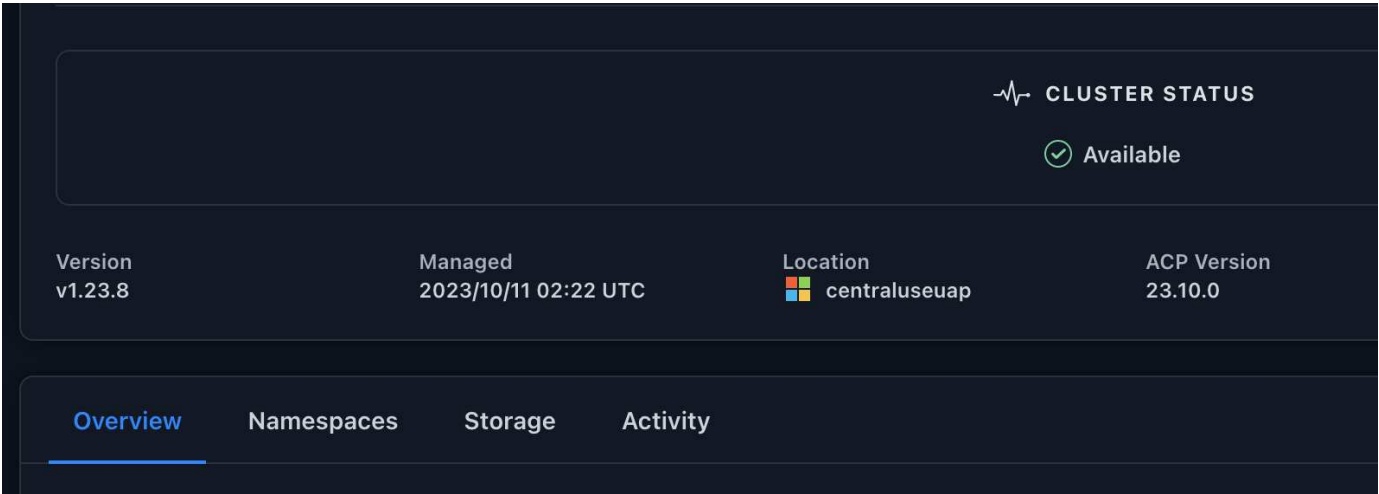 CLUSTER STATUS
Available
Version
v1.23.8
Managed
2023/10/11 02:22 UTC
Location
centraluseuap
ACP Version
23.10.0
Overview Namespaces Storage Activity